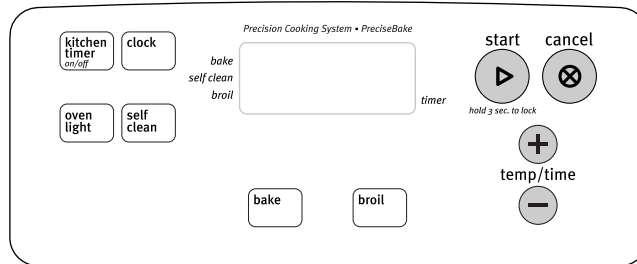 Precision Cooking System • PreciseBake
kitchen
timer
on/off
clock
bake
self clean
broil
timer
start
cancel
hold 3 sec. to lock
oven
light
self
clean
temp/time
bake
broil